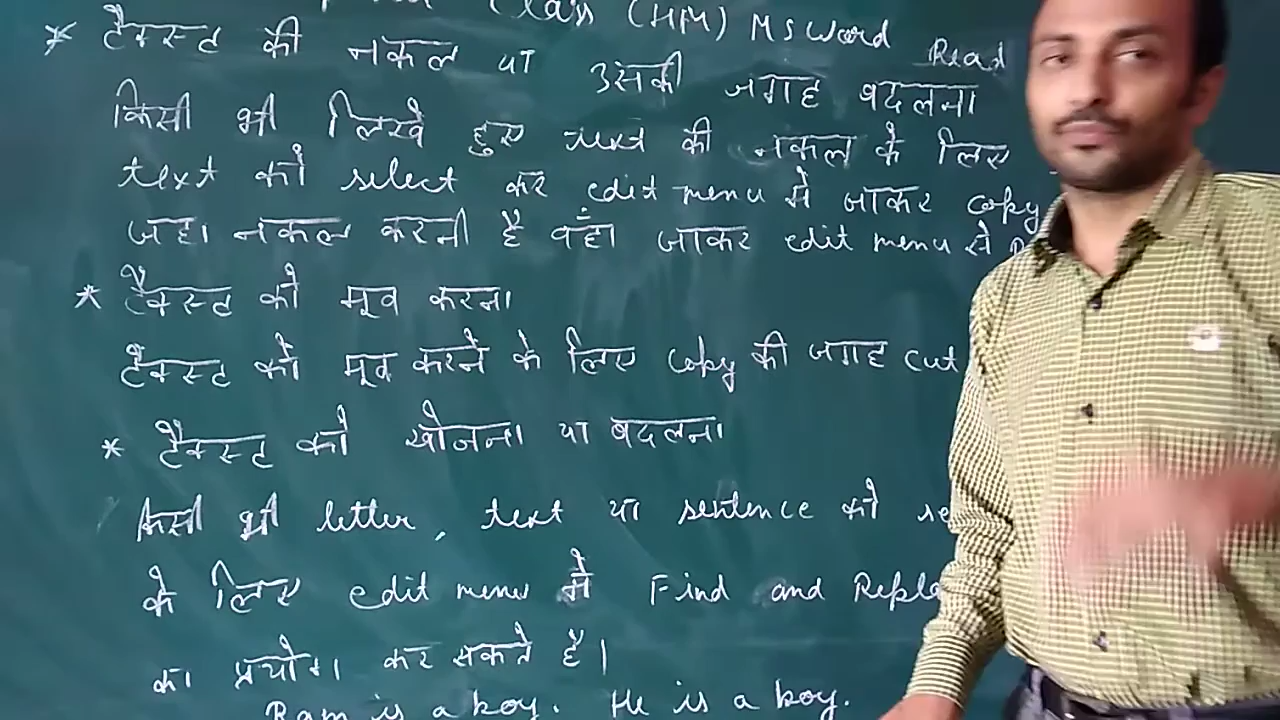 Class (HM) MS Word Read
* टैक्स्ट की नकल या उसकी जगह बदलना
किसी भी लिखे हुए text की नकल के लिए
text को select कर edit menu में जाकर copy
जहा नकल करनी है वंहा जाकर edit menu से
* टैक्स्ट को मूव करना
टैक्स्ट को मूव करने के लिए copy की जगह cut
* टैक्स्ट को खोजना या बदलना
किसी भी letter, text या sentence को
के लिए edit menu में Find and
का प्रयोग कर सकते है।
Ram is a boy. He is a boy.